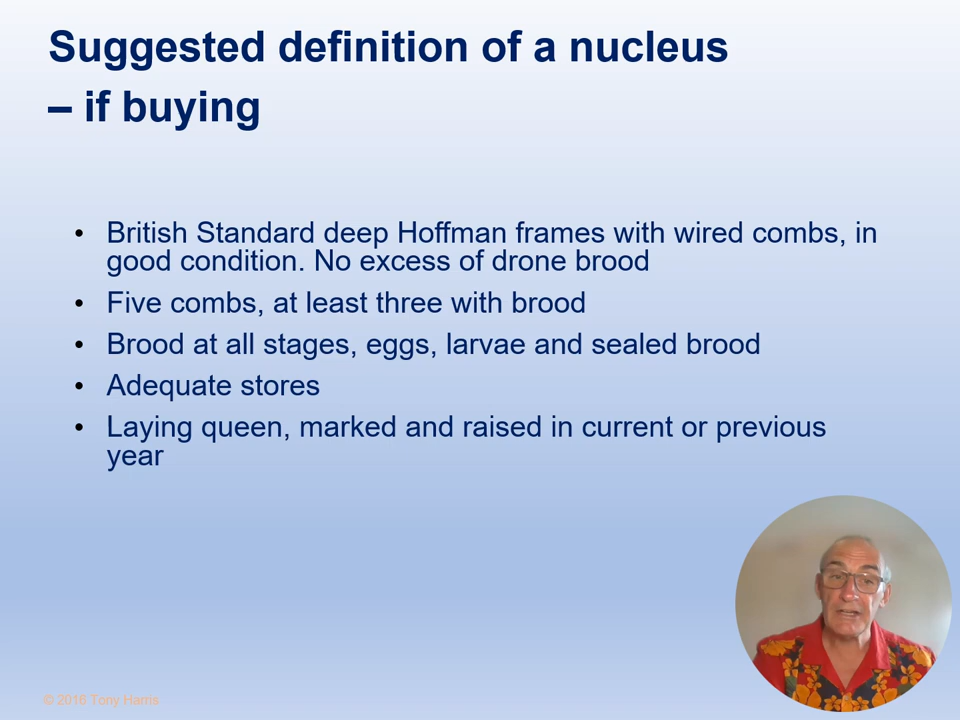 Suggested definition of a nucleus
– if buying
• British Standard deep Hoffman frames with wired combs, in
good condition. No excess of drone brood
• Five combs, at least three with brood
• Brood at all stages, eggs, larvae and sealed brood
• Adequate stores
• Laying queen, marked and raised in current or previous
year
© 2016 Tony Harris